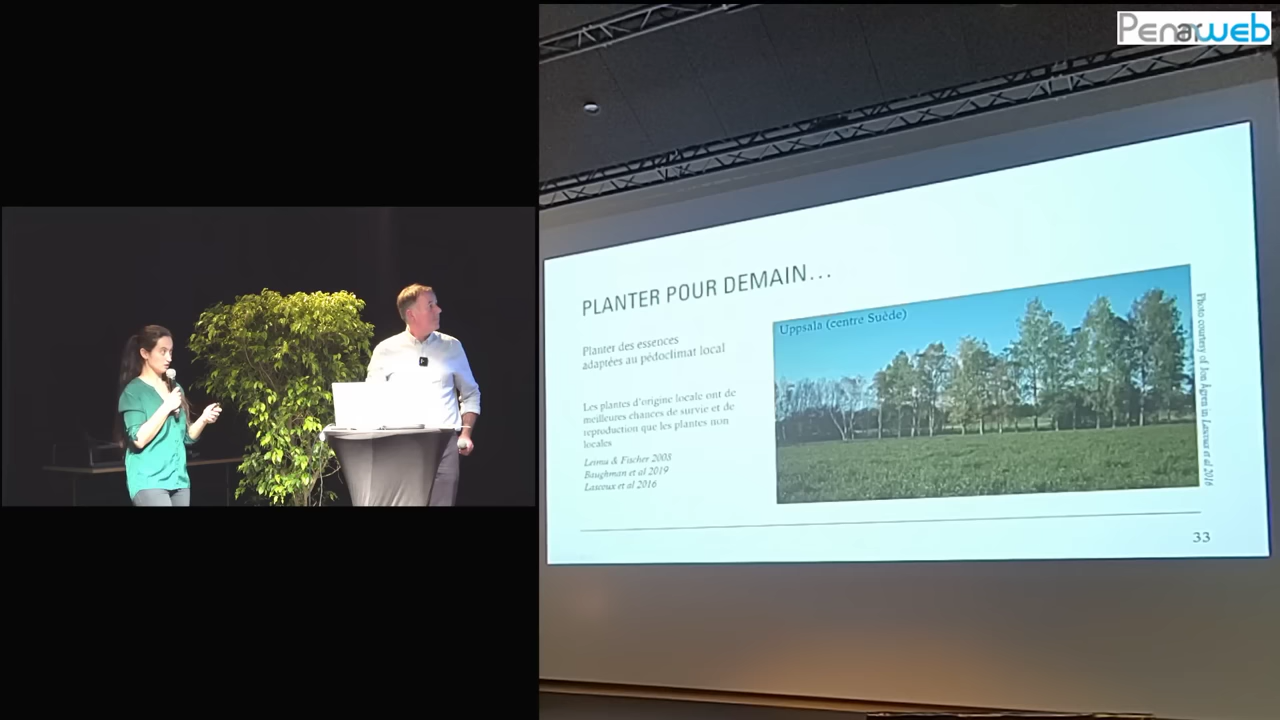 Penarweb
PLANTER POUR DEMAIN...
Uppsala (centre Suède)
Planter des essences
adaptées au pédoclimat local
Les plantes d'origine locale ont de
meilleures chances de survie et de
reproduction que les plantes non
locales
Leimu & Fischer 2008
Baughman et al 2019
Lascoux et al 2016
Photo courtesy of Jon Ågren in Lascoux et al 2016
33